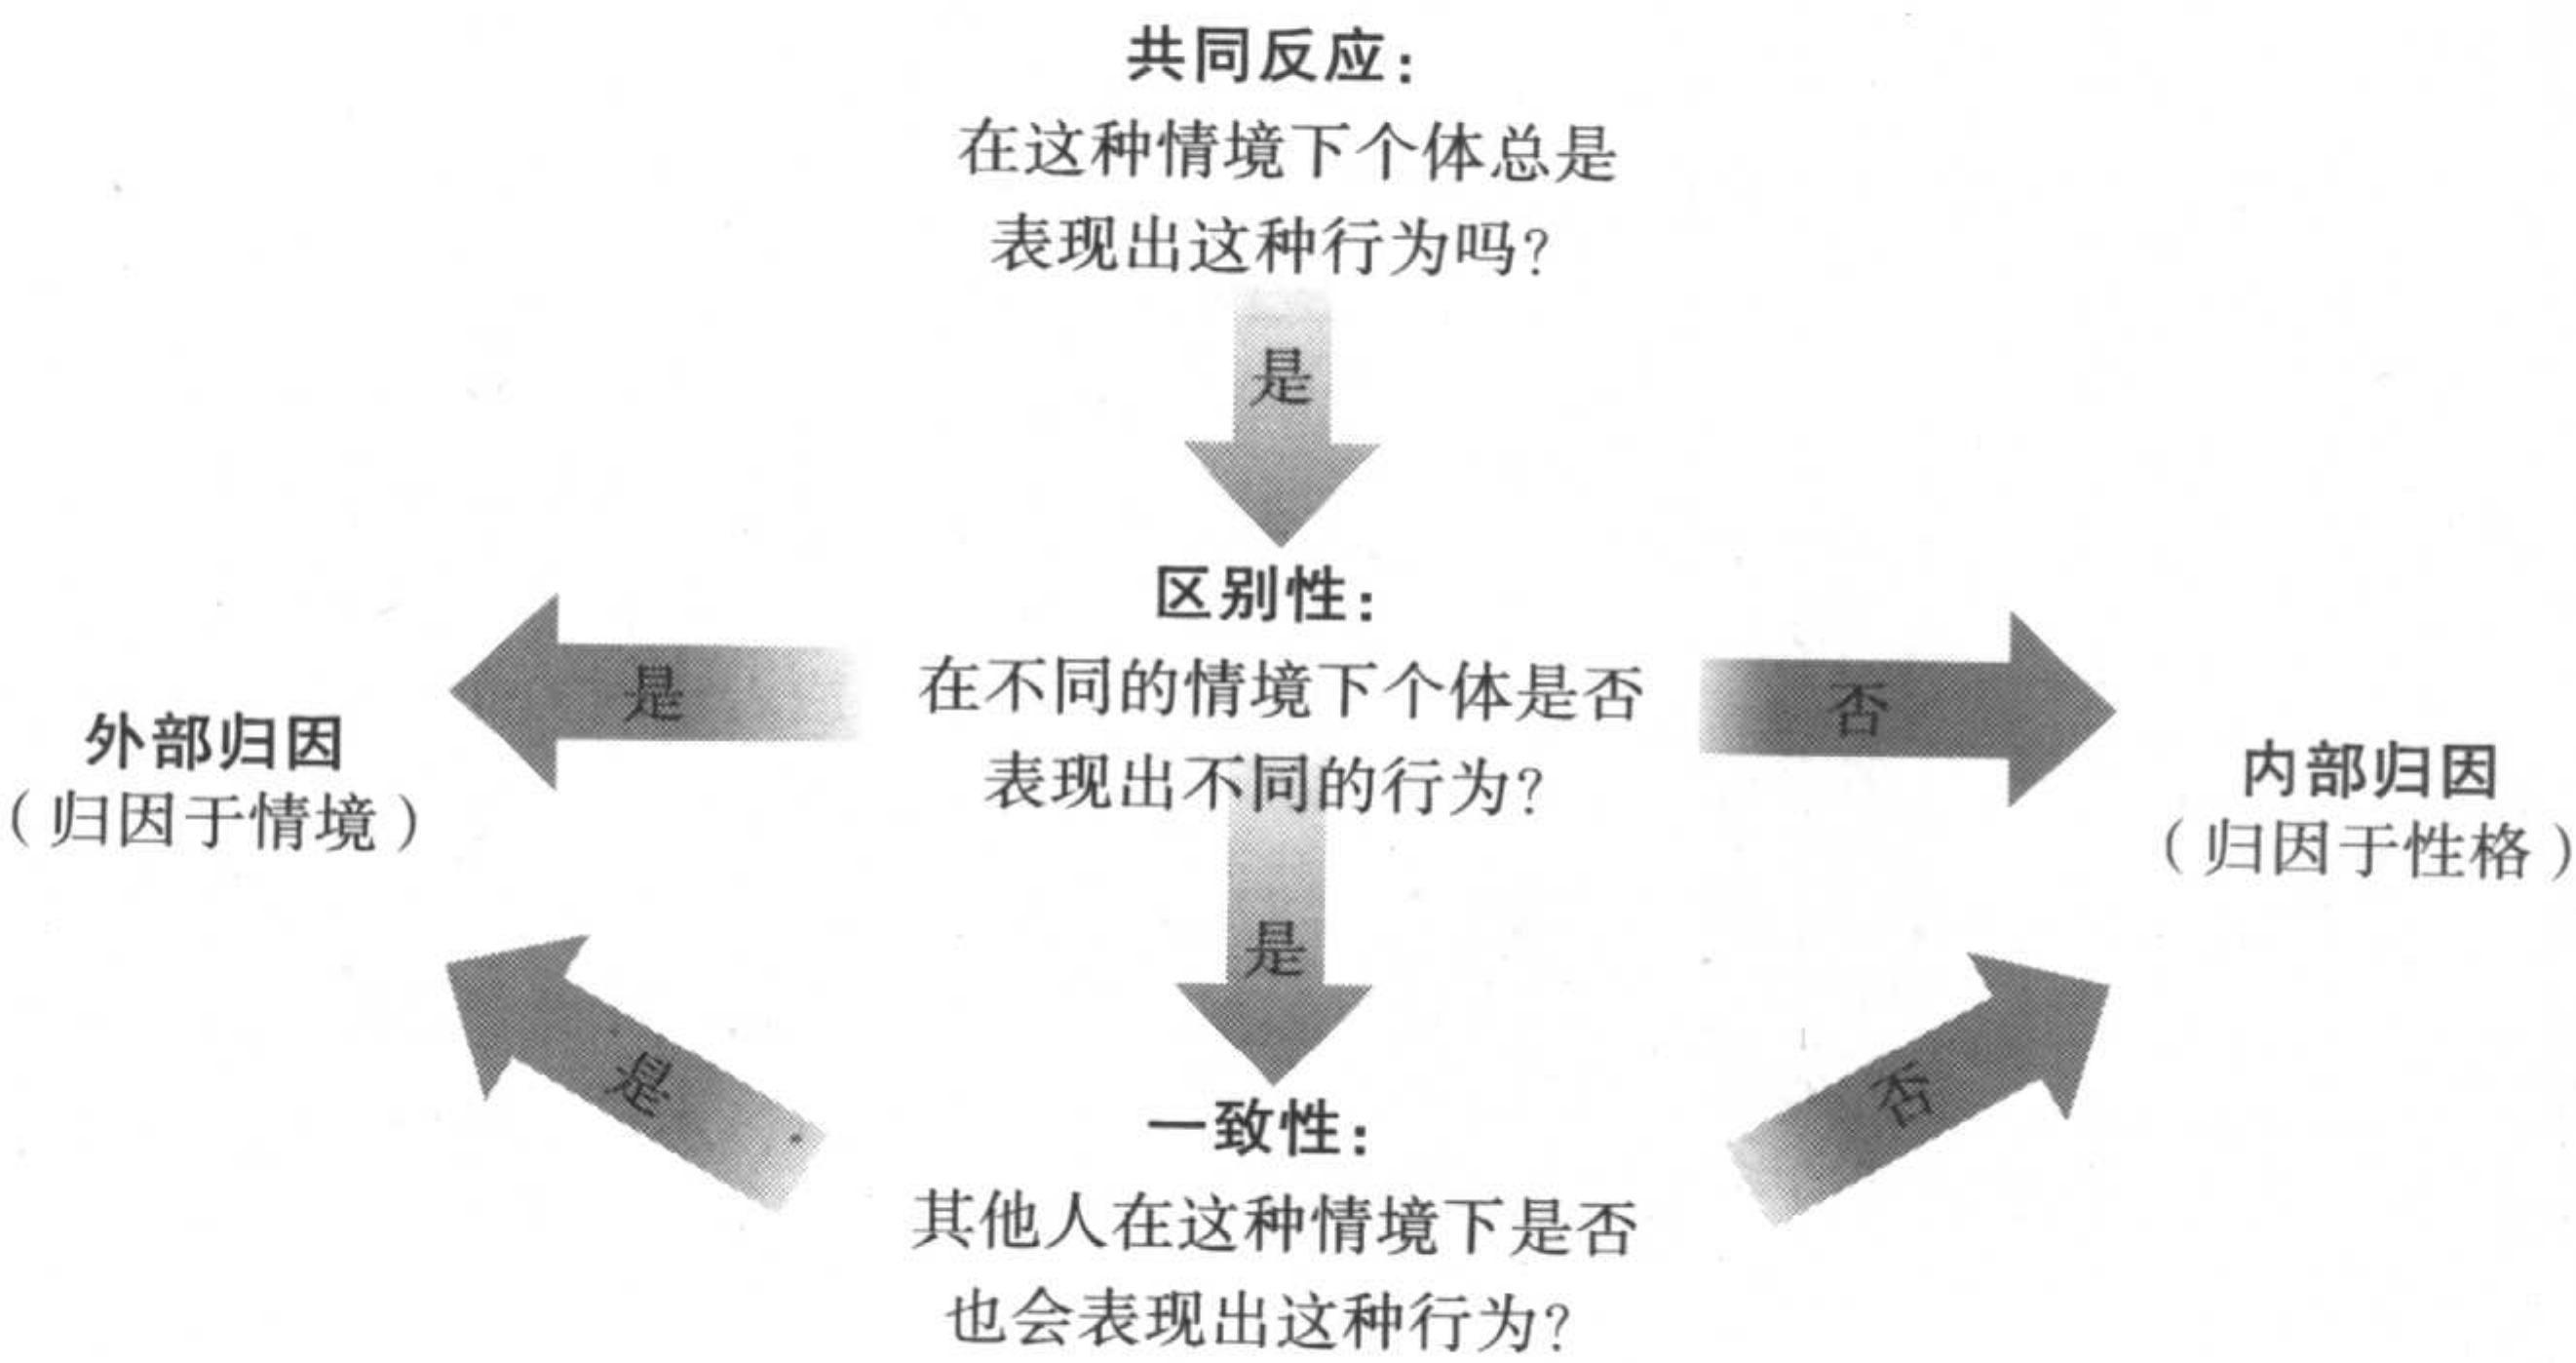 共同反应：
在这种情境下个体总是
表现出这种行为吗？
是
区别性：
在不同的情境下个体是否
表现出不同的行为？
是
否
外部归因
（归因于情境）
内部归因
（归因于性格）
是
一致性：
其他人在这种情境下是否
也会表现出这种行为？
是
否